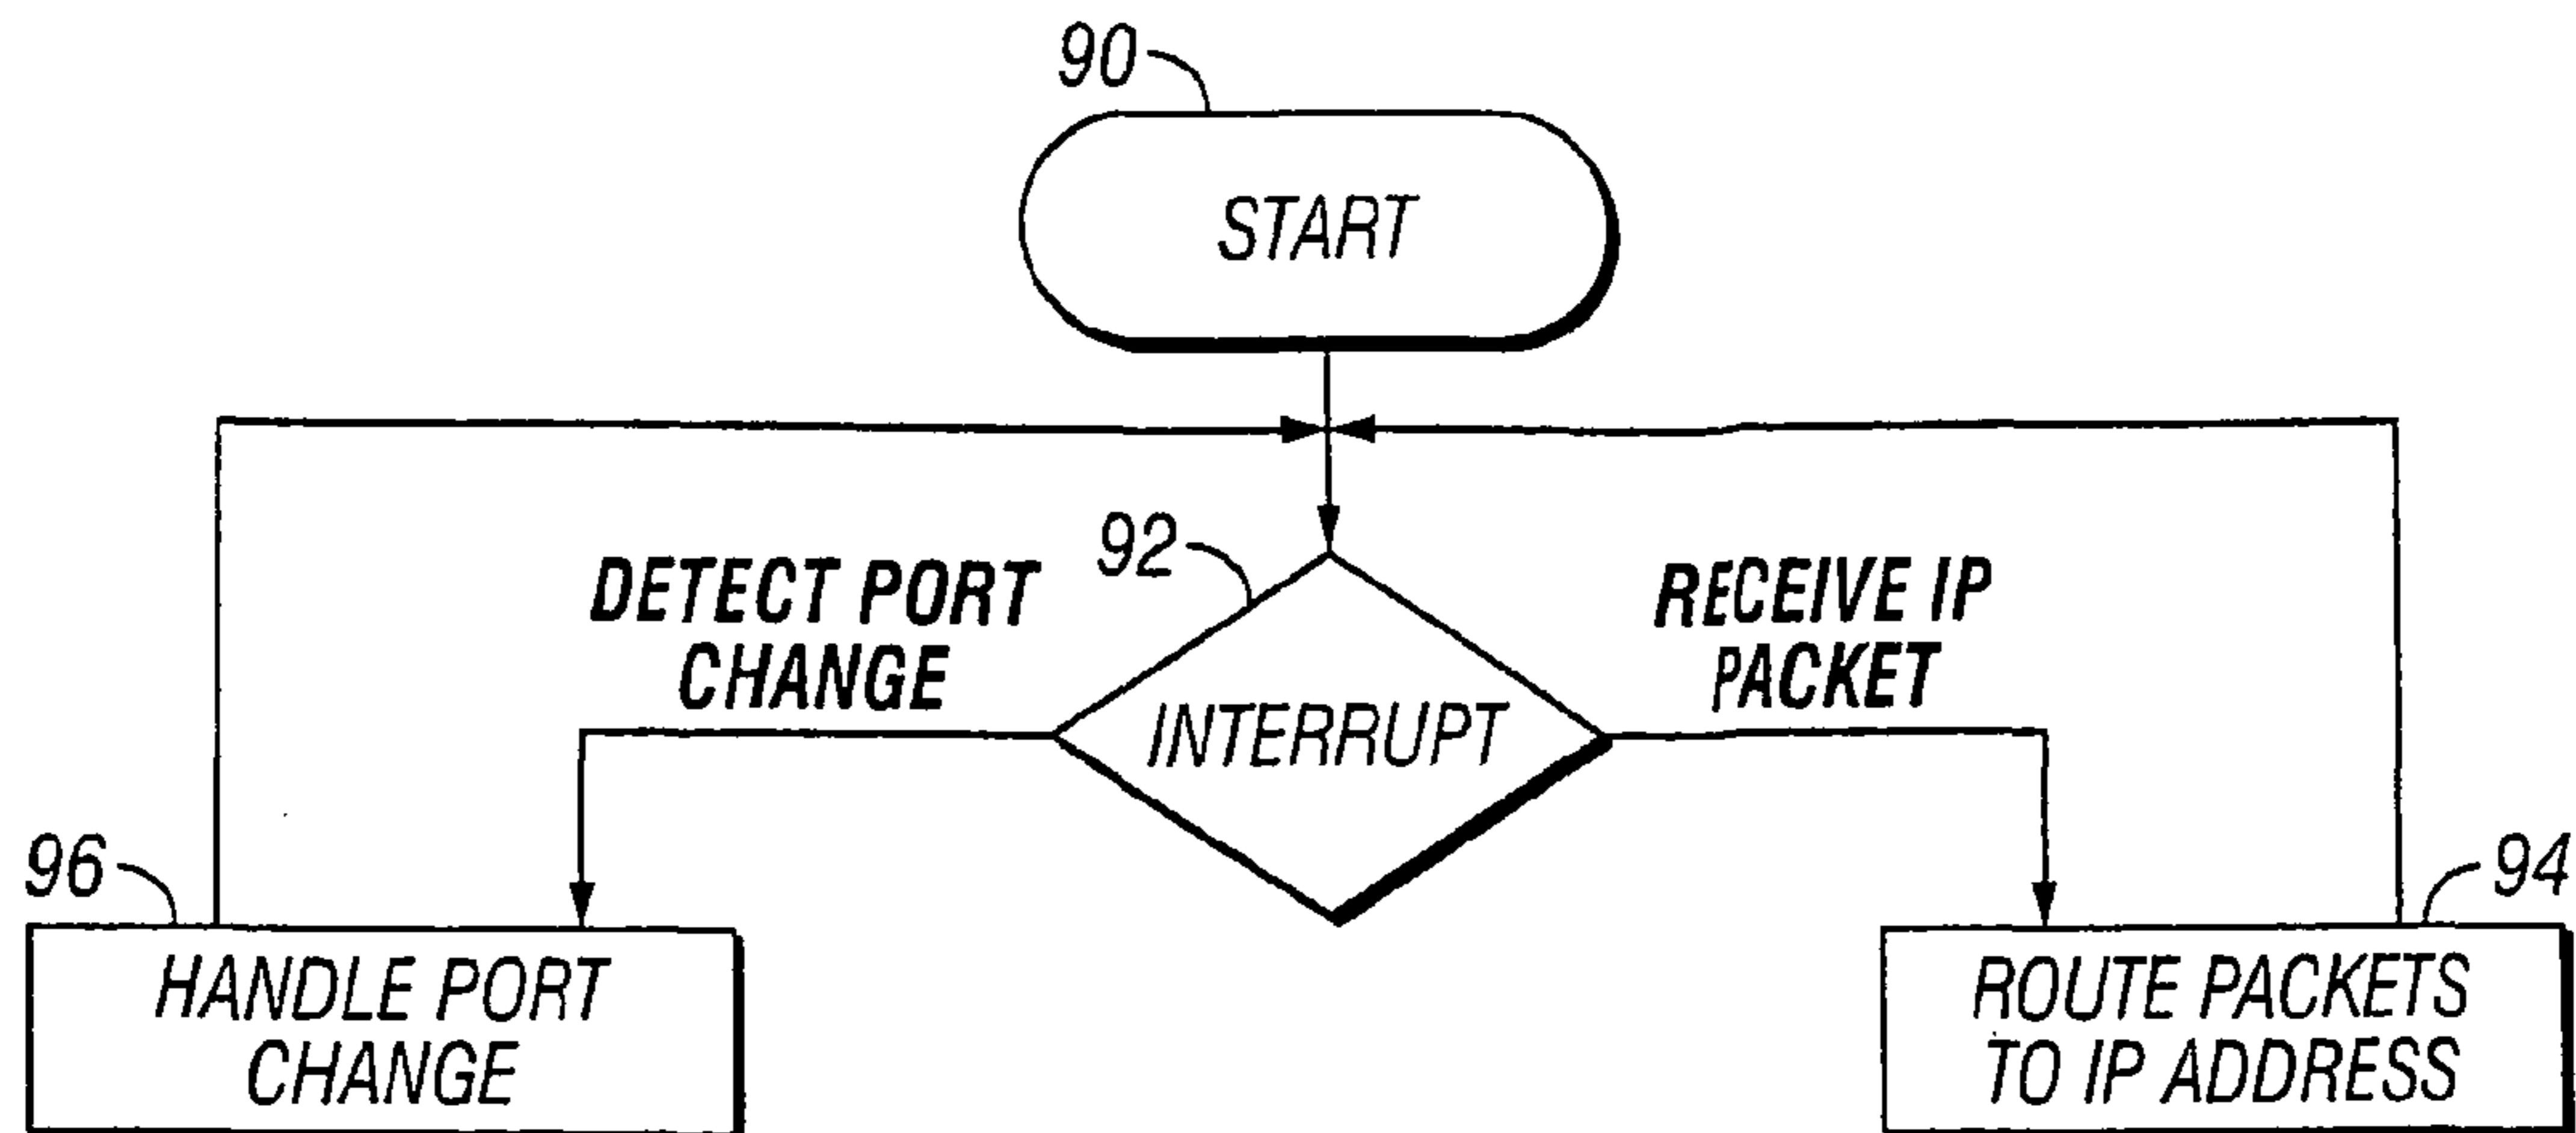 90
START
92
DETECT PORT
CHANGE
INTERRUPT
RECEIVE IP
PACKET
96
HANDLE PORT
CHANGE
94
ROUTE PACKETS
TO IP ADDRESS